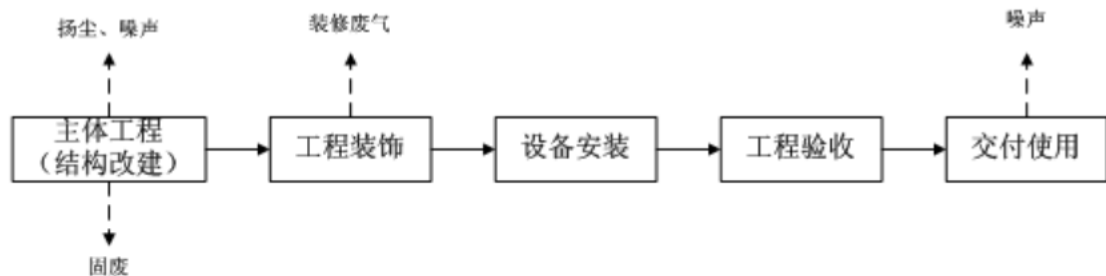 扬尘、噪声
装修废气
噪声
主体工程
（结构改建）
工程装饰
设备安装
工程验收
交付使用
固废